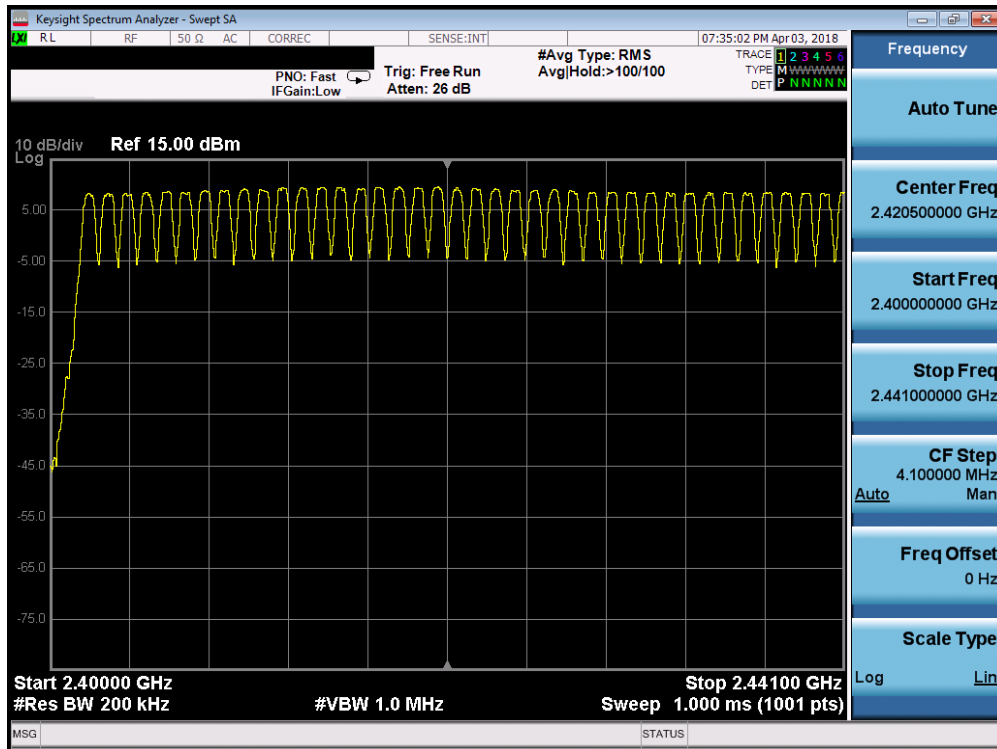 Keysight Spectrum Analyzer - Swept SA
LXI RL RF 50 Ω AC CORREC SENSE:INT 07:35:02 PM Apr 03, 2018
Frequency
PNO: Fast
IFGain:Low
Trig: Free Run
Atten: 26 dB
#Avg Type: RMS
Avg|Hold:>100/100
TRACE 1 2 3 4 5 6
TYPE M WWWWW
DET P N N N N N
10 dB/div Ref 15.00 dBm
Log
5.00
-5.00
-15.0
-25.0
-35.0
-45.0
-55.0
-65.0
-75.0
Start 2.40000 GHz
Stop 2.44100 GHz
#Res BW 200 kHz
#VBW 1.0 MHz
Sweep 1.000 ms (1001 pts)
MSG
STATUS
Auto Tune
Center Freq
2.420500000 GHz
Start Freq
2.400000000 GHz
Stop Freq
2.441000000 GHz
CF Step
4.100000 MHz
Auto Man
Freq Offset
0 Hz
Scale Type
Log Lin